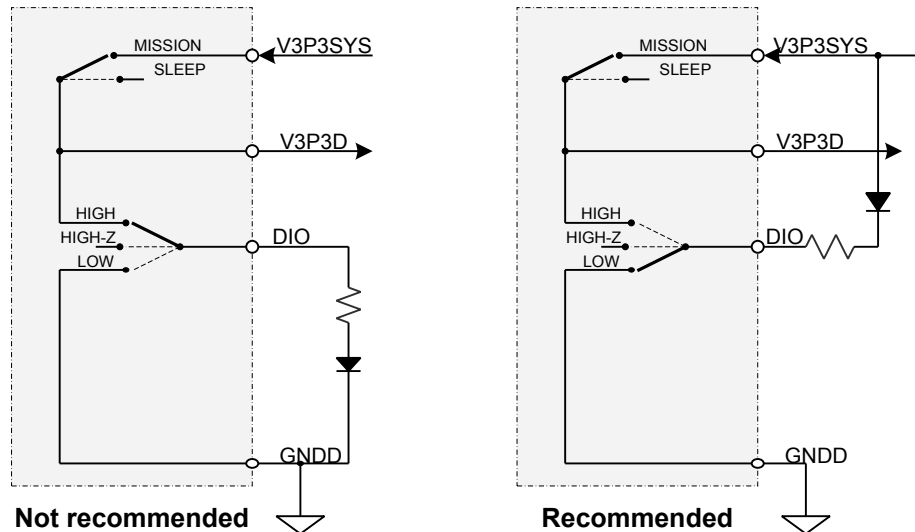 MISSION
V3P3SYS
SLEEP
V3P3D
HIGH
HIGH-Z
DIO
LOW
GNDD
Not recommended
MISSION
V3P3SYS
SLEEP
V3P3D
HIGH
HIGH-Z
DIO
LOW
GNDD
Recommended